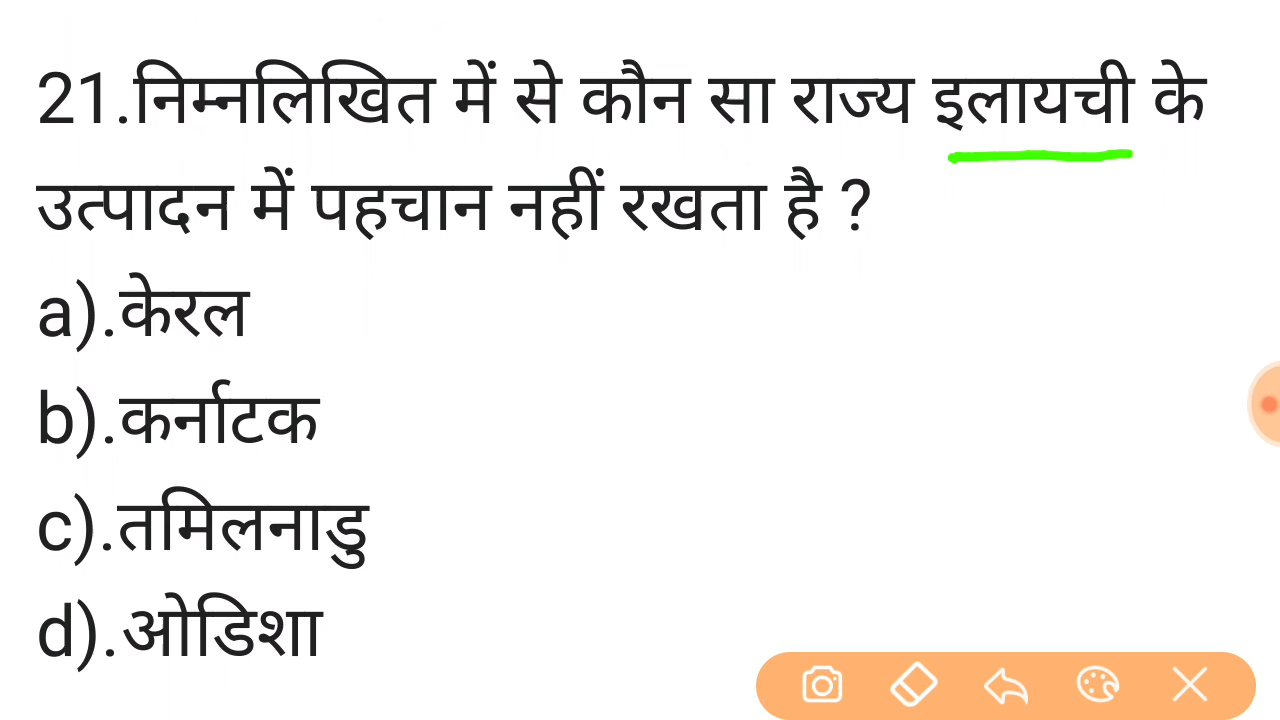 21.निम्नलिखित में से कौन सा राज्य इलायची के
उत्पादन में पहचान नहीं रखता है ?
a).केरल
b).कर्नाटक
c).तमिलनाडु
d).ओडिशा